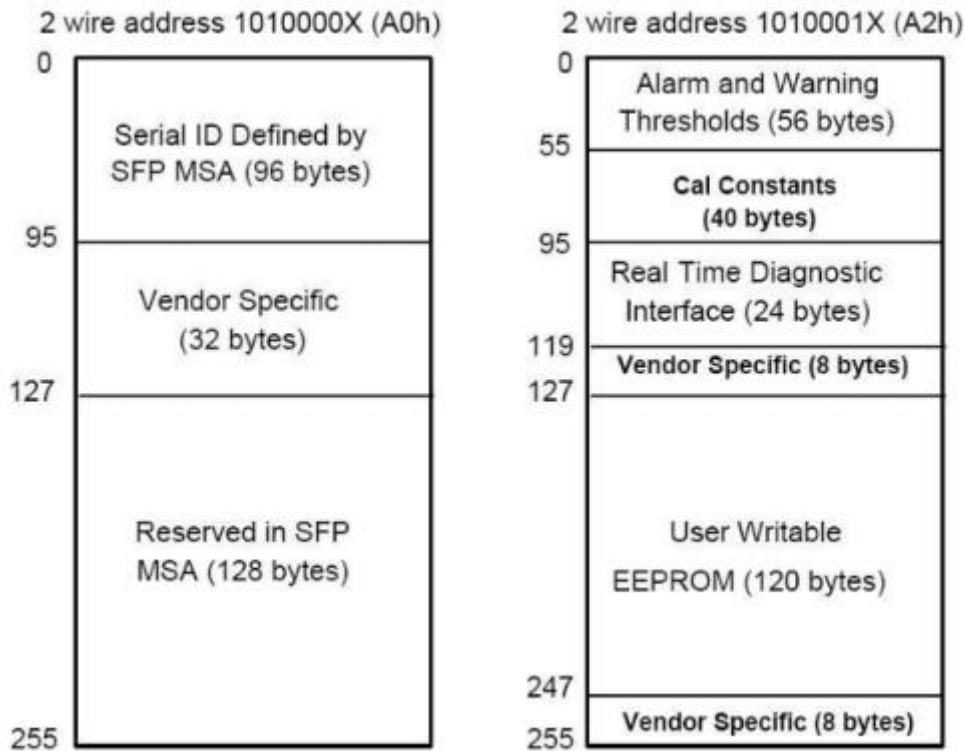 2 wire address 1010000X (A0h)
0
Serial ID Defined by
SFP MSA (96 bytes)
95
Vendor Specific
(32 bytes)
127
Reserved in SFP
MSA (128 bytes)
255
2 wire address 1010001X (A2h)
0
Alarm and Warning
Thresholds (56 bytes)
55
Cal Constants
(40 bytes)
95
Real Time Diagnostic
Interface (24 bytes)
119
Vendor Specific (8 bytes)
127
User Writable
EEPROM (120 bytes)
247
Vendor Specific (8 bytes)
255